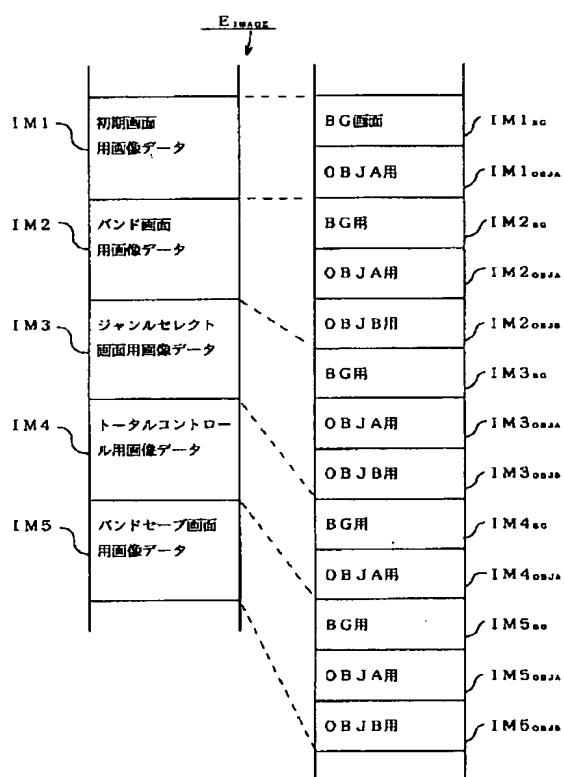 E IMAGE
IM1
初期画面
用画像データ
IM2
バンド画面
用画像データ
IM3
ジャンルセレクト
画面用画像データ
IM4
トータルコントロー
ル用画像データ
IM5
バンドセーブ画面
用画像データ
BG画面
IM1BG
OBJA用
IM1OBJA
BG用
IM2BG
OBJA用
IM2OBJA
OBJB用
IM2OBJB
BG用
IM3BG
OBJA用
IM3OBJA
OBJB用
IM3OBJB
BG用
IM4BG
OBJA用
IM4OBJA
BG用
IM5BG
OBJA用
IM5OBJA
OBJB用
IM5OBJB